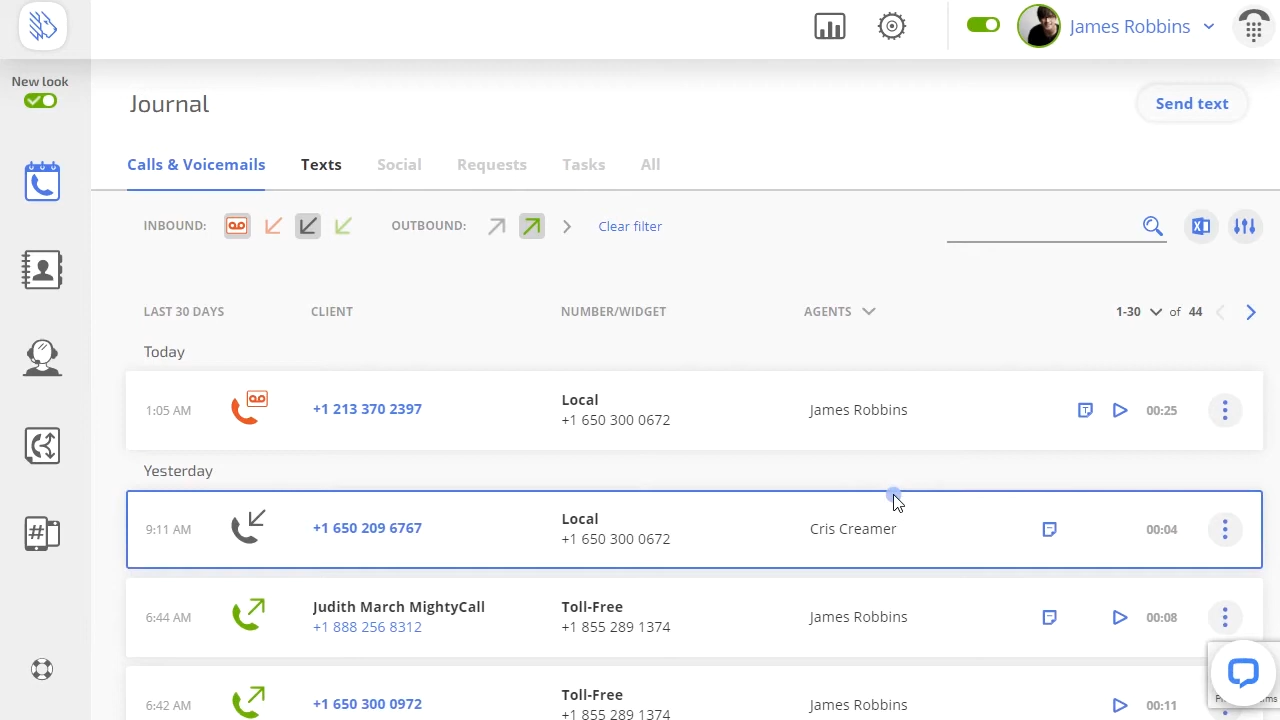 James Robbins
New look
Journal
Send text
Calls & Voicemails Texts Social Requests Tasks All
INBOUND: OUTBOUND: Clear filter
LAST 30 DAYS CLIENT NUMBER/WIDGET AGENTS 1-30 of 44
Today
1:05 AM +1 213 370 2397 Local James Robbins 00:25
+1 650 300 0672
Yesterday
9:11 AM +1 650 209 6767 Local Cris Creamer 00:04
+1 650 300 0672
6:44 AM Judith March MightyCall Toll-Free James Robbins 00:08
+1 888 256 8312 +1 855 289 1374
6:42 AM +1 650 300 0972 Toll-Free James Robbins 00:11
+1 855 289 1374